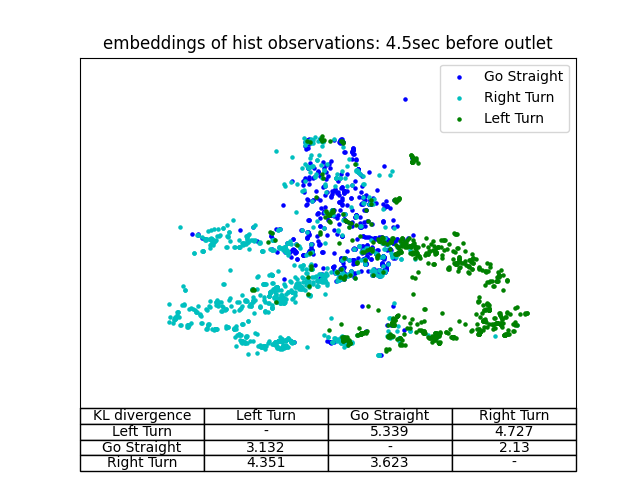 embeddings of hist observations: 4.5sec before outlet
Go Straight
Right Turn
Left Turn
KL divergence Left Turn Go Straight Right Turn
Left Turn - 5.339 4.727
Go Straight 3.132 - 2.13
Right Turn 4.351 3.623 -